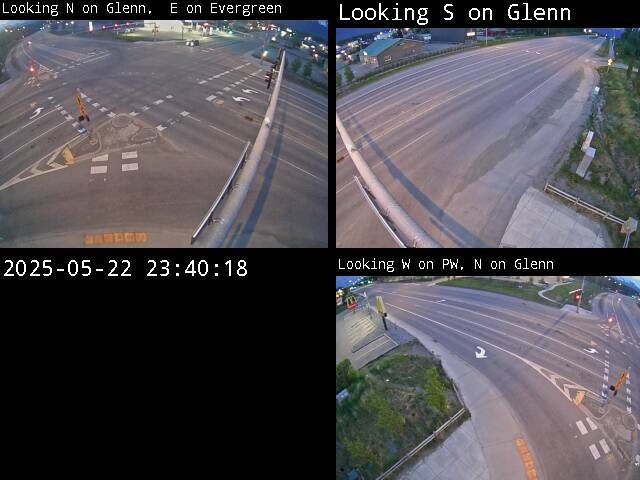 Looking N on Glenn,  E on Evergreen
Looking S on Glenn
2025-05-22 23:40:18
Looking W on PW, N on Glenn